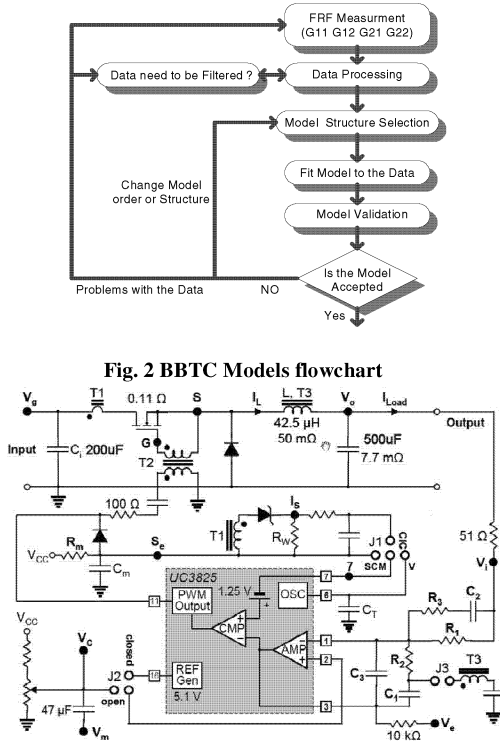 FRF Measurment
(G11 G12 G21 G22)
Data need to be Filtered ?
Data Processing
Model Structure Selection
Change Model
order or Structure
Fit Model to the Data
Model Validation
Is the Model
Accepted
Problems with the Data
NO
Yes
Fig. 2 BBTC Models flowchart
Vg
T1
0.11 Ω
S
IL
L, T3
Vo
ILoad
42.5 µH
50 mΩ
Input
Ci 200uF
G
T2
500uF
7.7 mΩ
Output
100 Ω
T1
Is
RW
J1
CIC
SCM
V
51 Ω
Vi
VCC
Rm
Se
Cm
UC3825
1.25 V
7
7
OSC
6
CT
11
PWM
Output
CMP
AMP
1
2
3
R3
C2
R1
R2
C3
C1
J3
T3
VCC
VC
closed
J2
open
16
REF
Gen
5.1 V
47 µF
Vm
10 kΩ
Ve